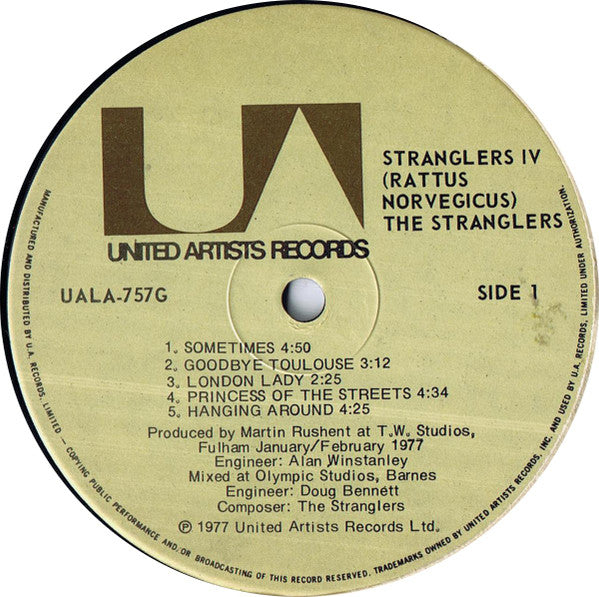 UA
UNITED ARTISTS RECORDS
STRANGLERS IV
(RATTUS
NORVEGICUS)
THE STRANGLERS
UALA-757G
SIDE 1
1. SOMETIMES 4:50
2. GOODBYE TOULOUSE 3:12
3. LONDON LADY 2:25
4. PRINCESS OF THE STREETS 4:34
5. HANGING AROUND 4:25
Produced by Martin Rushent at T.W. Studios,
Fulham January/February 1977
Engineer: Alan Winstanley
Mixed at Olympic Studios, Barnes
Engineer: Doug Bennett
Composer: The Stranglers
℗ 1977 United Artists Records Ltd.
MANUFACTURED AND DISTRIBUTED BY U.A. RECORDS, LIMITED — COPYING PUBLIC PERFORMANCE AND/OR BROADCASTING OF THIS RECORD RESERVED. TRADEMARKS OWNED BY UNITED ARTISTS RECORDS, INC. AND USED BY U.A. RECORDS, LIMITED UNDER AUTHORIZATION.